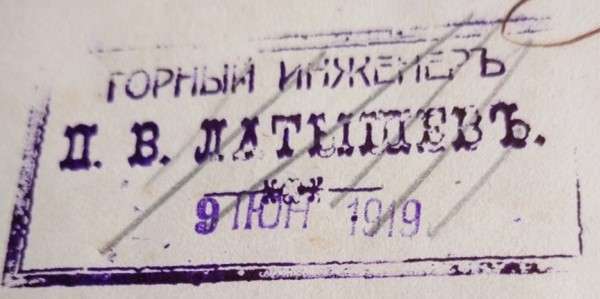 ГОРНЫЙ ИНЖЕНЕРЪ
П. В. ЛАТЫШЕВЪ.
9 ІЮН 1919